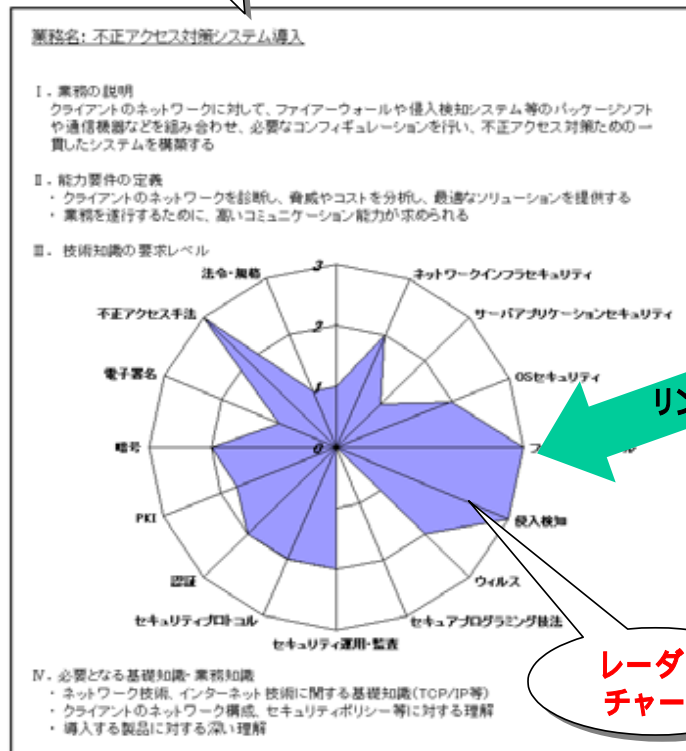 業務名: 不正アクセス対策システム導入
Ⅰ. 業務の説明
クライアントのネットワークに対して、ファイアーウォールや侵入検知システム等のパッケージソフト
や通信機器などを組み合わせ、必要なコンフィギュレーションを行い、不正アクセス対策ための一
貫したシステムを構築する
Ⅱ. 能力要件の定義
・ クライアントのネットワークを診断し、脅威やコストを分析し、最適なソリューションを提供する
・ 業務を遂行するために、高いコミュニケーション能力が求められる
Ⅲ. 技術知識の要求レベル
法令・規格
3
ネットワークインフラセキュリティ
不正アクセス手法
2
サーバアプリケーションセキュリティ
電子署名
1
OSセキュリティ
リン
暗号
0
フ
ル
PKI
侵入検知
認証
ウィルス
セキュリティプロトコル
セキュアプログラミング技法
セキュリティ運用・監査
レーダ
チャー
Ⅳ. 必要となる基礎知識・業務知識
・ ネットワーク技術、インターネット技術に関する基礎知識(TCP/IP等)
・ クライアントのネットワーク構成、セキュリティポリシー等に対する理解
・ 導入する製品に対する深い理解